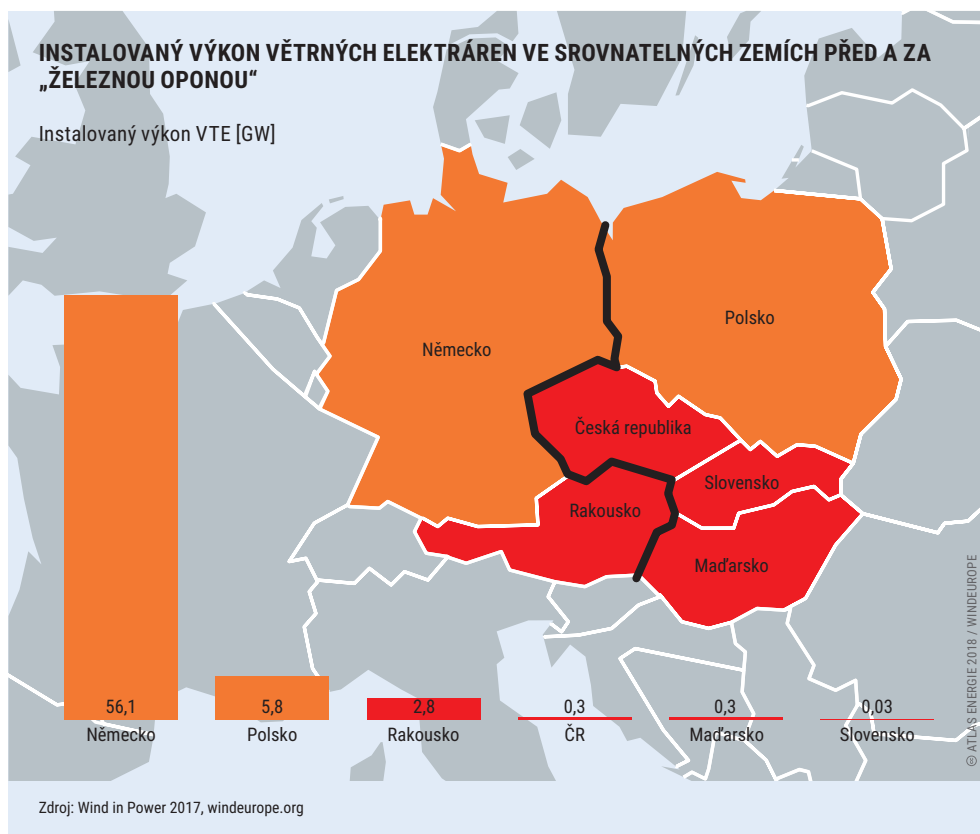 INSTALOVANÝ VÝKON VĚTRNÝCH ELEKTRÁREN VE SROVNATELNÝCH ZEMÍCH PŘED A ZA
„ŽELEZNOU OPONOU“
Instalovaný výkon VTE [GW]
Polsko
Německo
Česká republika
Slovensko
Rakousko
Maďarsko
56,1
5,8
2,8
0,3
0,3
0,03
Německo
Polsko
Rakousko
ČR
Maďarsko
Slovensko
© ATLAS ENERGIE 2018 / WINDEUROPE
Zdroj: Wind in Power 2017, windeurope.org